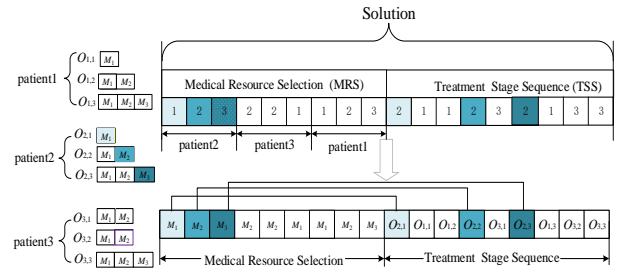 Solution
Medical Resource Selection (MRS) Treatment Stage Sequence (TSS)
1 2 3 2 2 1 1 2 3 2 1 1 2 3 2 1 3 3
patient2 patient3 patient1
patient1
O1,1 M1
O1,2 M1 M2
O1,3 M1 M2 M3
patient2
O2,1 M1
O2,2 M1 M2
O2,3 M1 M2 M3
patient3
O3,1 M1 M2
O3,2 M1 M2
O3,3 M1 M2 M3
M1 M2 M3 M2 M2 M1 M1 M2 M3 O2,1 O1,1 O1,2 O2,2 O3,1 O2,3 O1,3 O3,2 O3,3
Medical Resource Selection Treatment Stage Sequence